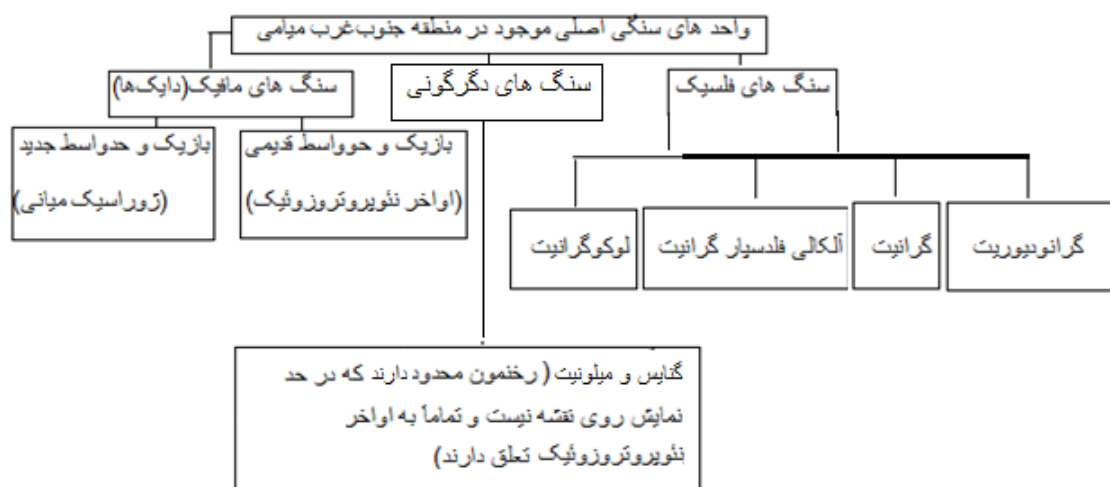 واحد های سنگی اصلی موجود در منطقه جنوب‌غرب میامی
سنگ های فلسیک
سنگ های دگرگونی
سنگ های مافیک(دایک‌ها)
گرانودیوریت
گرانیت
آلکالی فلدسپار گرانیت
لوکوگرانیت
بازیک و حوواسط قدیمی
(اواخر نئوپروتروزوئیک)
بازیک و حدواسط جدید
(ژوراسیک میانی)
گنایس و میلونیت ( رخنمون محدود دارند که در حد
نمایش روی نقشه نیست و تماماً به اواخر
نئوپروتروزوئیک تعلق دارند)